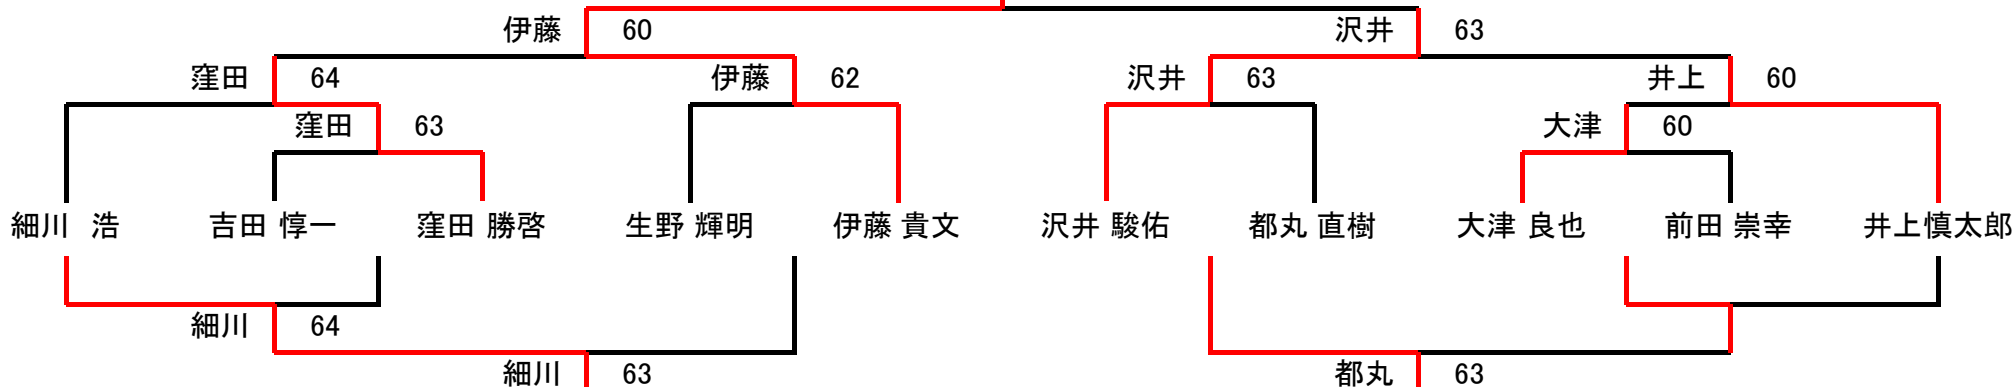 伊藤 60 沢井 63
窪田 64 伊藤 62 沢井 63 井上 60
窪田 63 大津 60
細川 浩 吉田 惇一 窪田 勝啓 生野 輝明 伊藤 貴文 沢井 駿佑 都丸 直樹 大津 良也 前田 崇幸 井上慎太郎
細川 64
細川 63 都丸 63